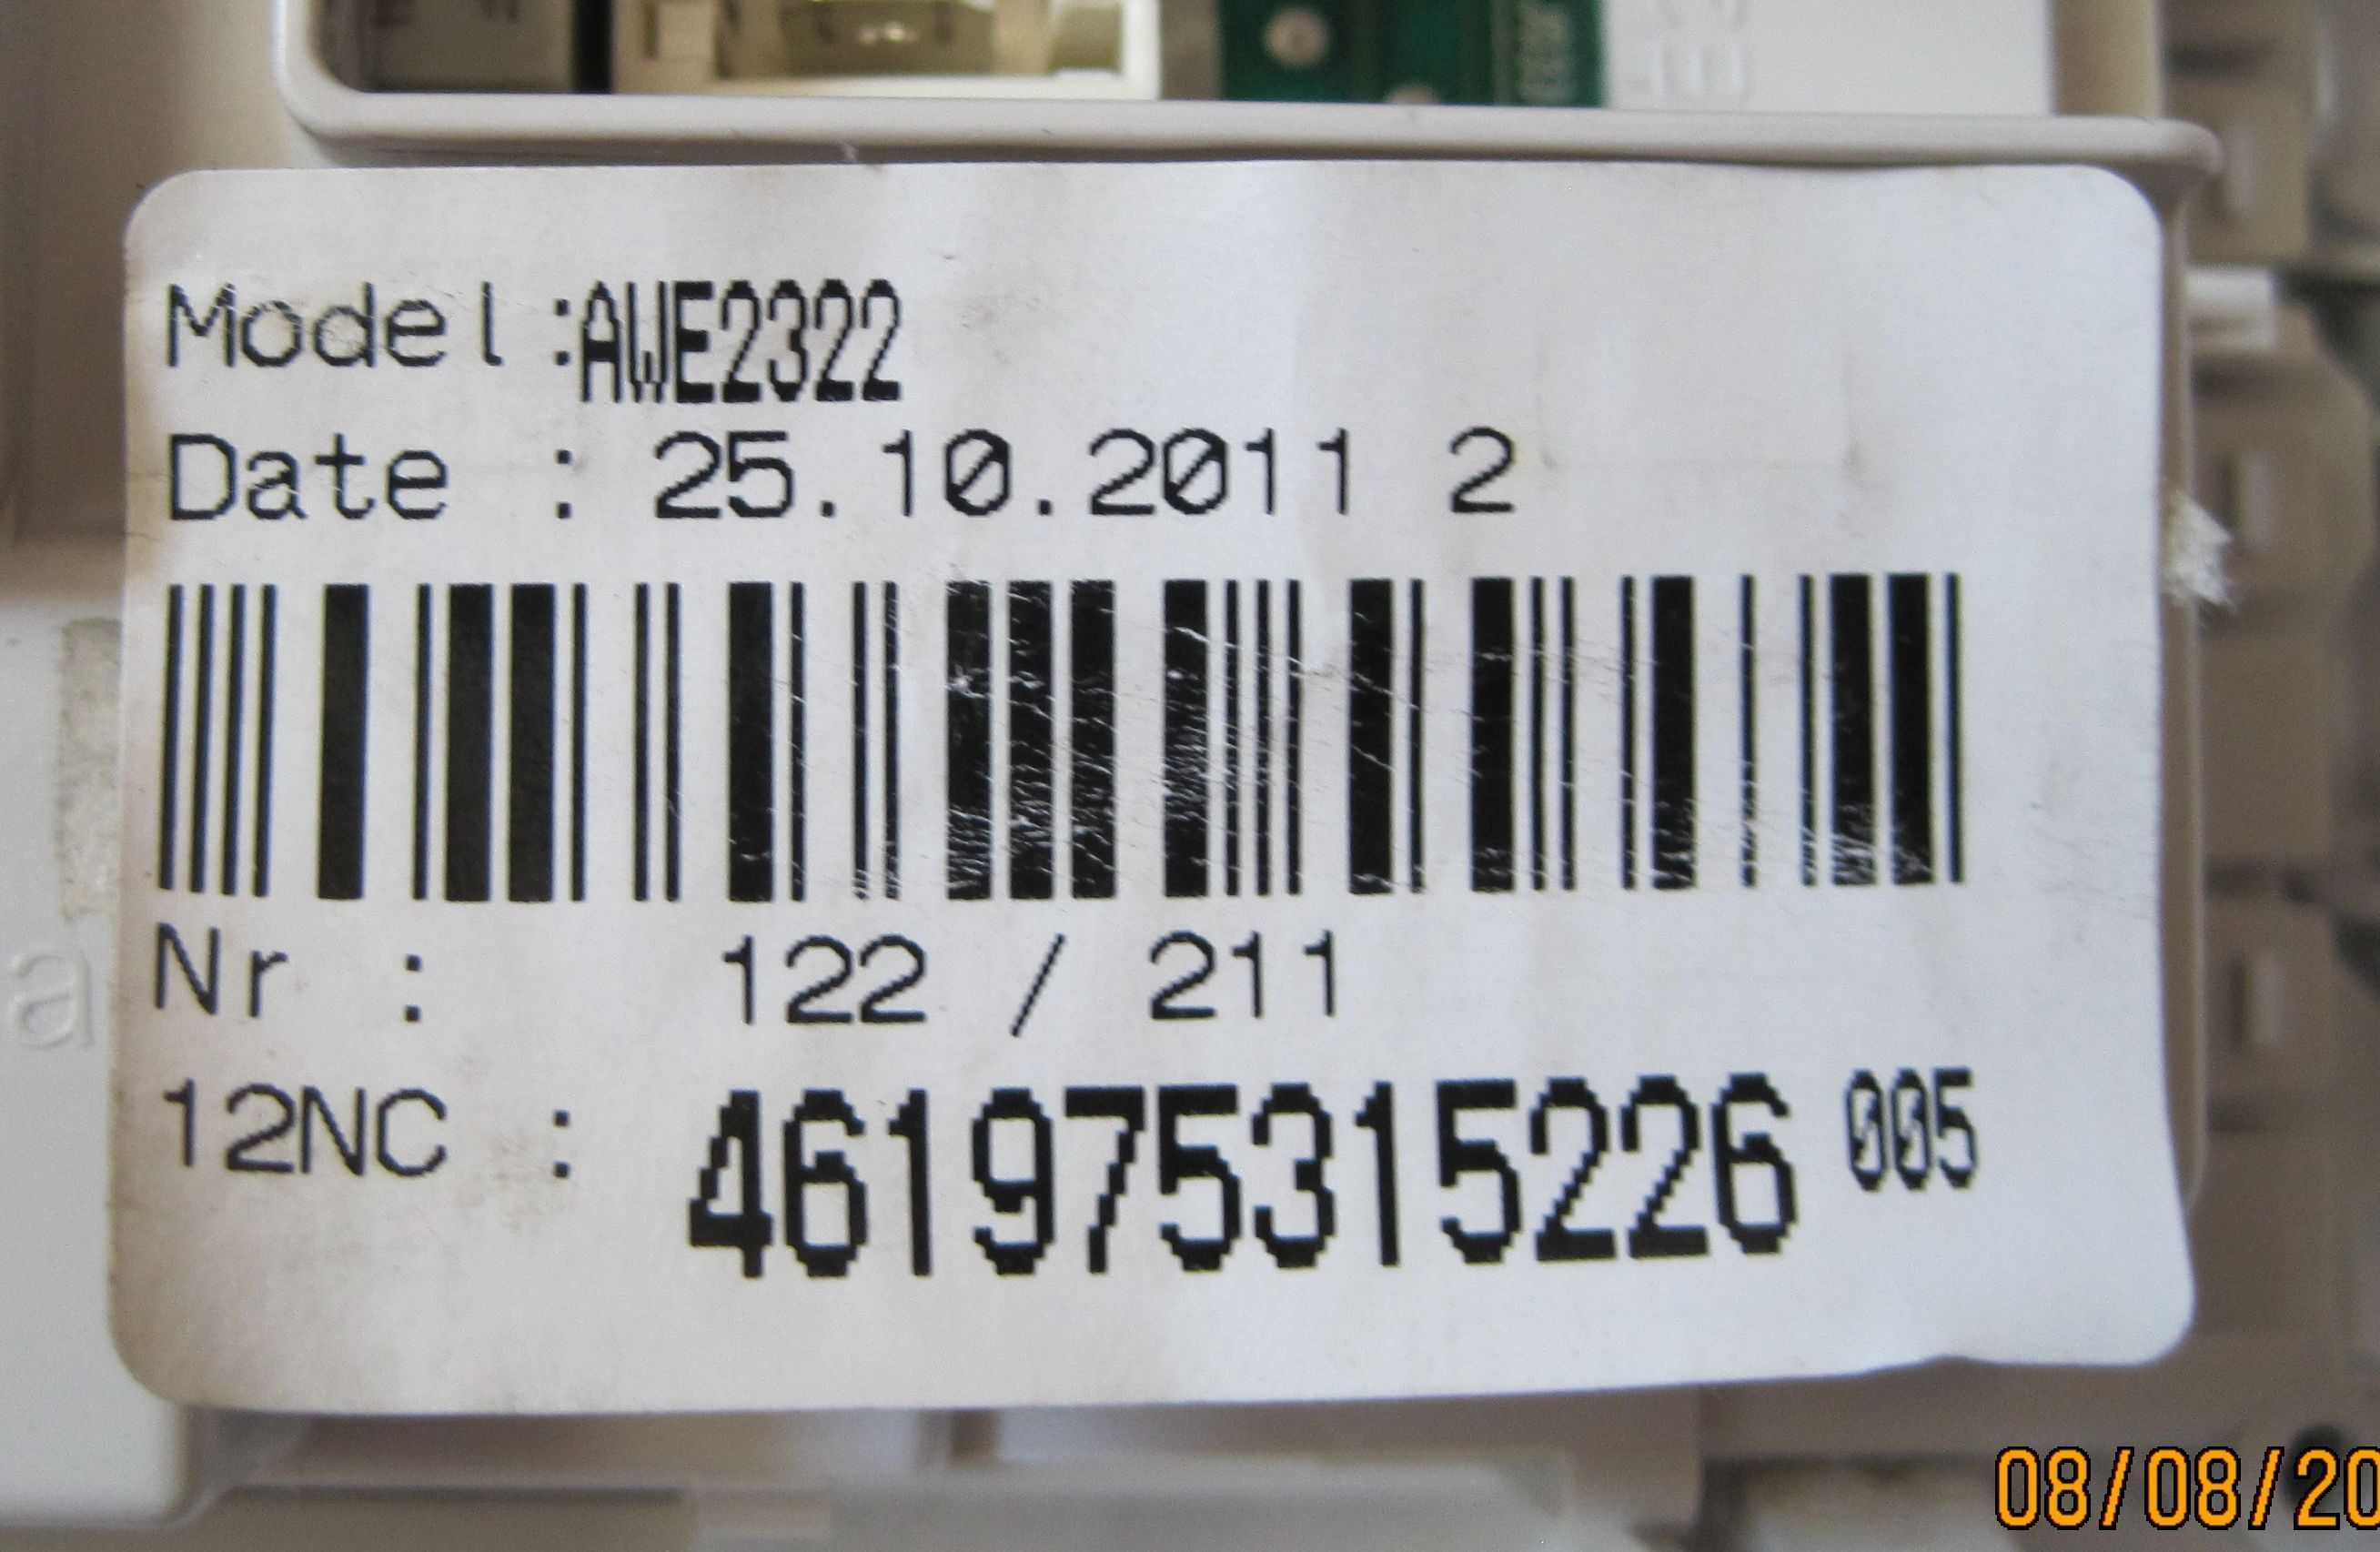 Model :AWE2322
Date : 25.10.2011 2
Nr : 122 / 211
12NC : 461975315226 005
a
08/08/20